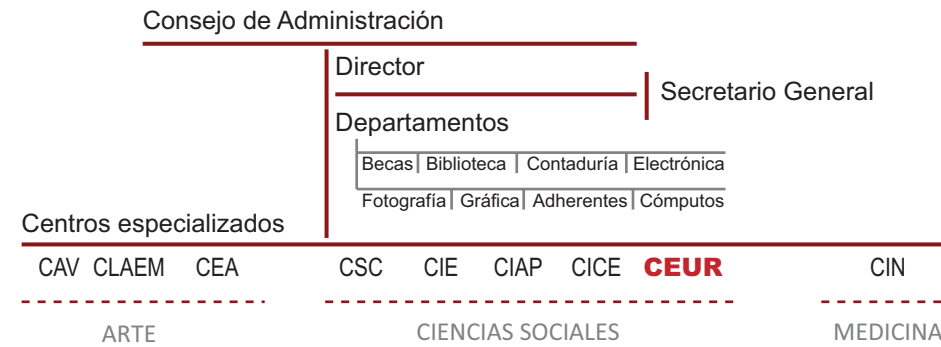 Consejo de Administración
Director
Secretario General
Departamentos
Becas Biblioteca Contaduría Electrónica
Fotografía Gráfica Adherentes Cómputos
Centros especializados
CAV CLAEM CEA CSC CIE CIAP CICE CEUR CIN
ARTE CIENCIAS SOCIALES MEDICINA